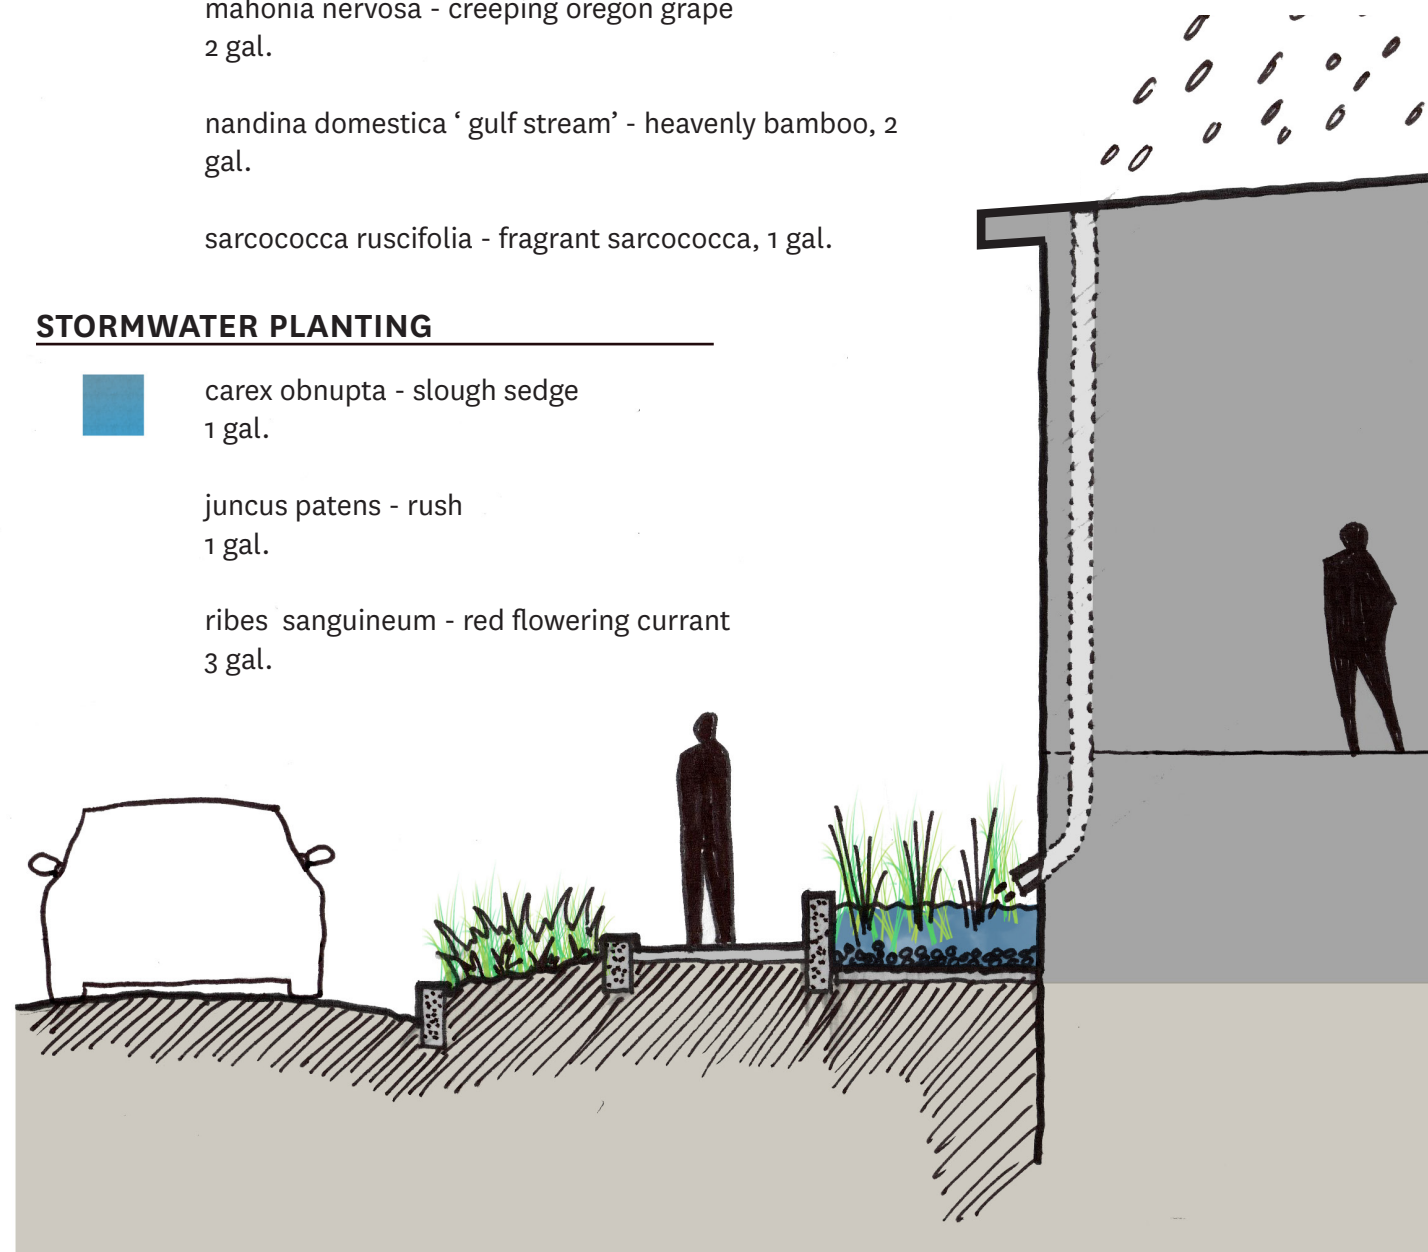 mahonia nervosa - creeping oregon grape
2 gal.
nandina domestica ‘ gulf stream’ - heavenly bamboo, 2
gal.
sarcococca ruscifolia - fragrant sarcococca, 1 gal.
STORMWATER PLANTING
carex obnupta - slough sedge
1 gal.
juncus patens - rush
1 gal.
ribes  sanguineum - red flowering currant
3 gal.